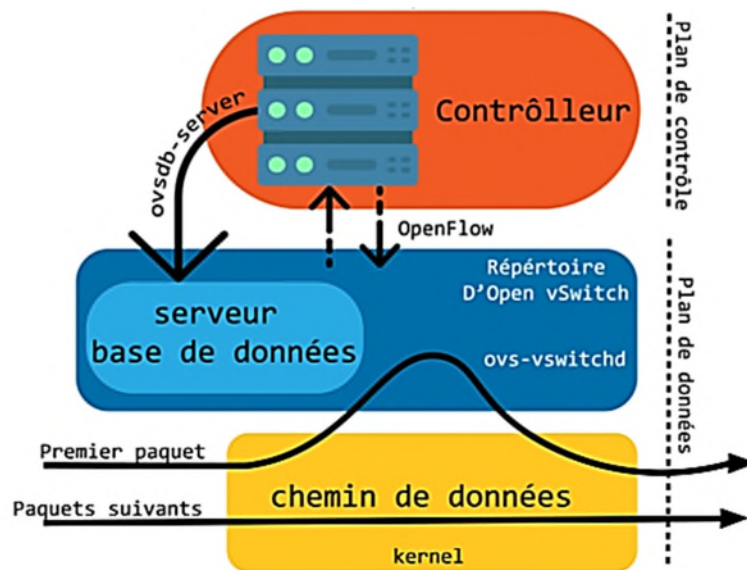 Contrôlleur
Plan de contrôle
ovsdb-server
OpenFlow
Répértoire
D'Open vSwitch
serveur
base de données
ovs-vswitchd
Plan de données
Premier paquet
chemin de données
Paquets suivants
kernel